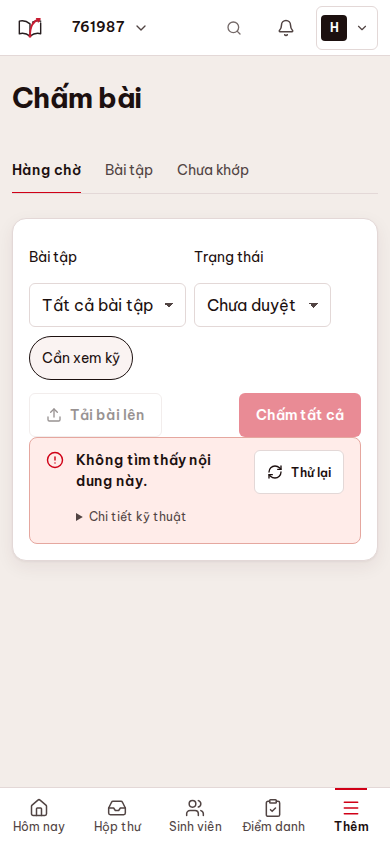 761987
H
Chấm bài
Hàng chờ Bài tập Chưa khớp
Bài tập Trạng thái
Tất cả bài tập Chưa duyệt
Cần xem kỹ
Tải bài lên Chấm tất cả
Không tìm thấy nội
dung này.
Thử lại
Chi tiết kỹ thuật
Hôm nay Hộp thư Sinh viên Điểm danh Thêm